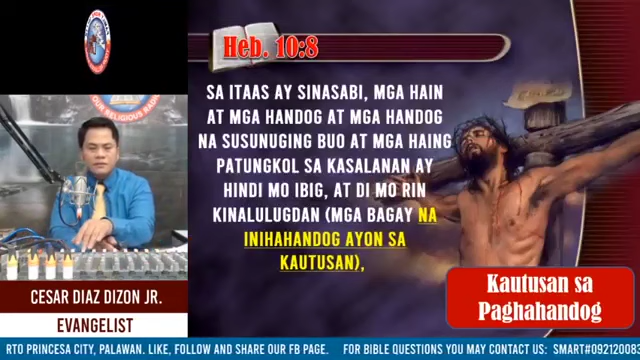 Heb. 10:8
SA ITAAS AY SINASABI, MGA HAIN
AT MGA HANDOG AT MGA HANDOG
NA SUSUNUGING BUO AT MGA HAING
PATUNGKOL SA KASALANAN AY
HINDI MO IBIG, AT DI MO RIN
KINALULUGDAN (MGA BAGAY NA
INIHAHANDOG AYON SA
KAUTUSAN),
Kautusan sa
Paghahandog
CESAR DIAZ DIZON JR.
EVANGELIST
RTO PRINCESA CITY, PALAWAN. LIKE, FOLLOW AND SHARE OUR FB PAGE. FOR BIBLE QUESTIONS YOU MAY CONTACT US: SMART#092120083